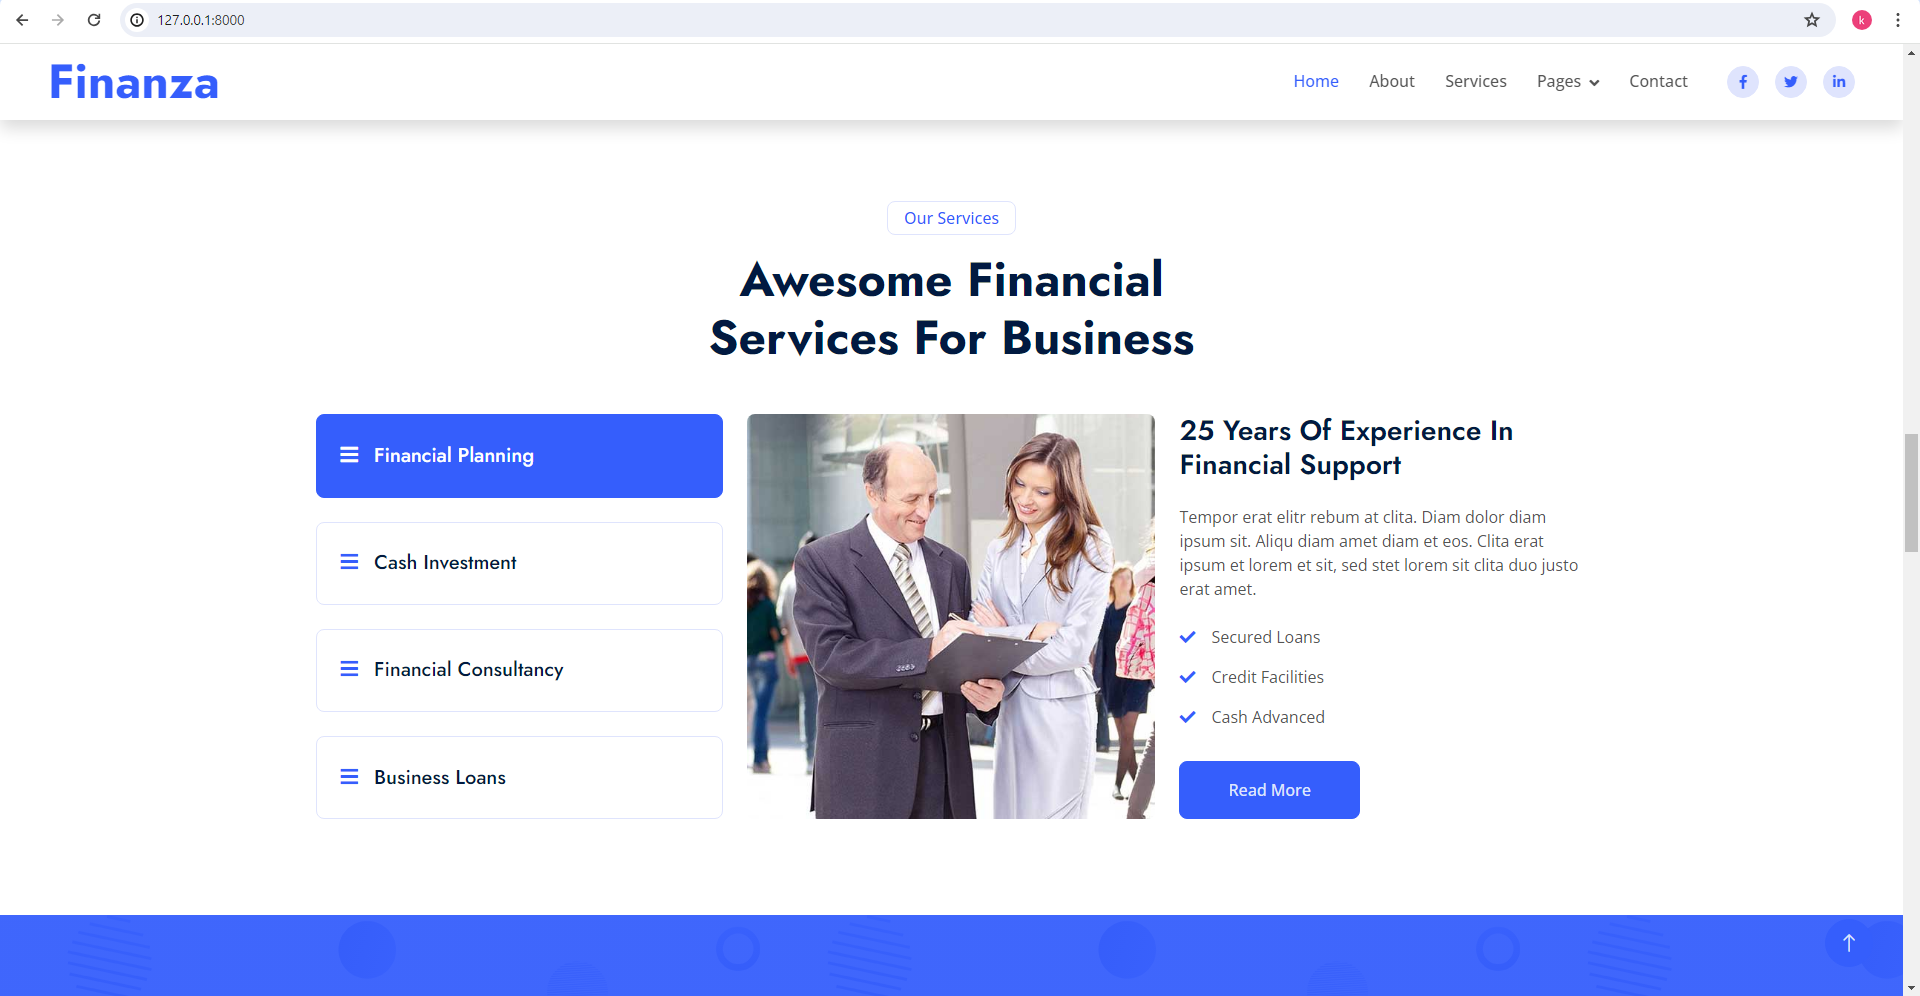 127.0.0.1:8000
k
Finanza
Home About Services Pages Contact
Our Services
Awesome Financial
Services For Business
Financial Planning
Cash Investment
Financial Consultancy
Business Loans
25 Years Of Experience In
Financial Support
Tempor erat elitr rebum at clita. Diam dolor diam
ipsum sit. Aliqu diam amet diam et eos. Clita erat
ipsum et lorem et sit, sed stet lorem sit clita duo justo
erat amet.
Secured Loans
Credit Facilities
Cash Advanced
Read More